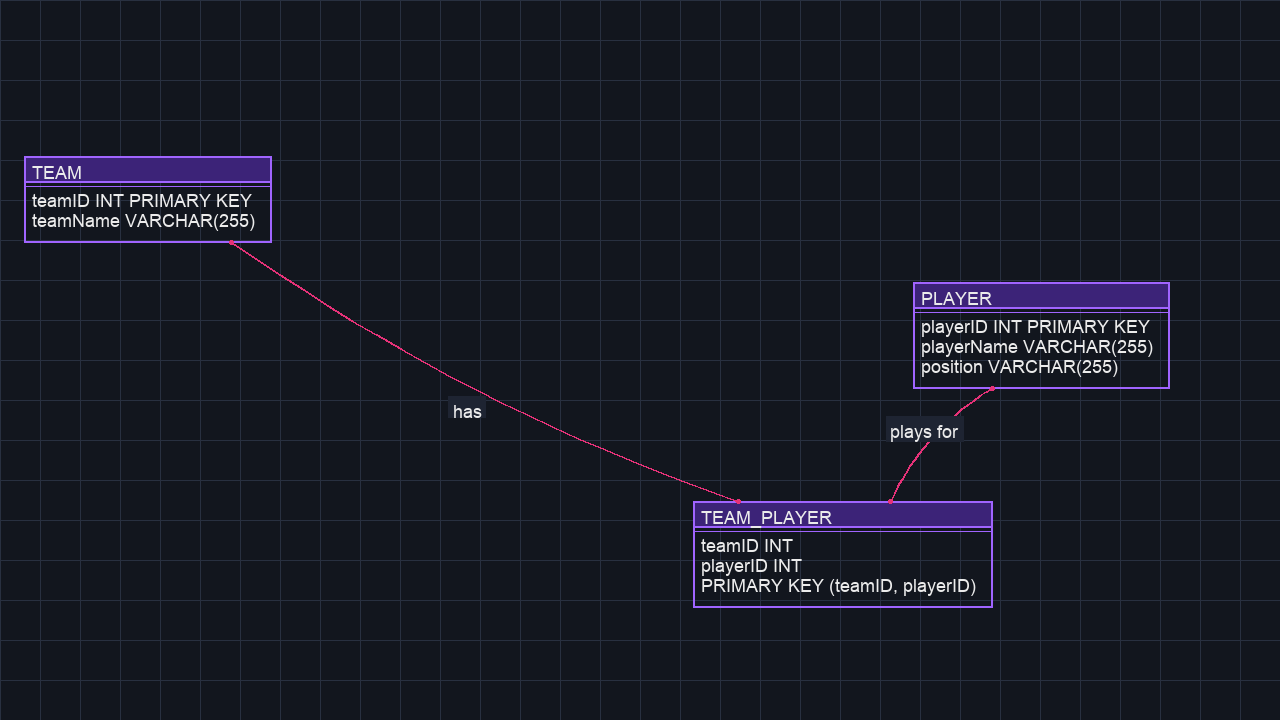 TEAM
teamID INT PRIMARY KEY
teamName VARCHAR(255)
PLAYER
playerID INT PRIMARY KEY
playerName VARCHAR(255)
position VARCHAR(255)
has
plays for
TEAM_PLAYER
teamID INT
playerID INT
PRIMARY KEY (teamID, playerID)